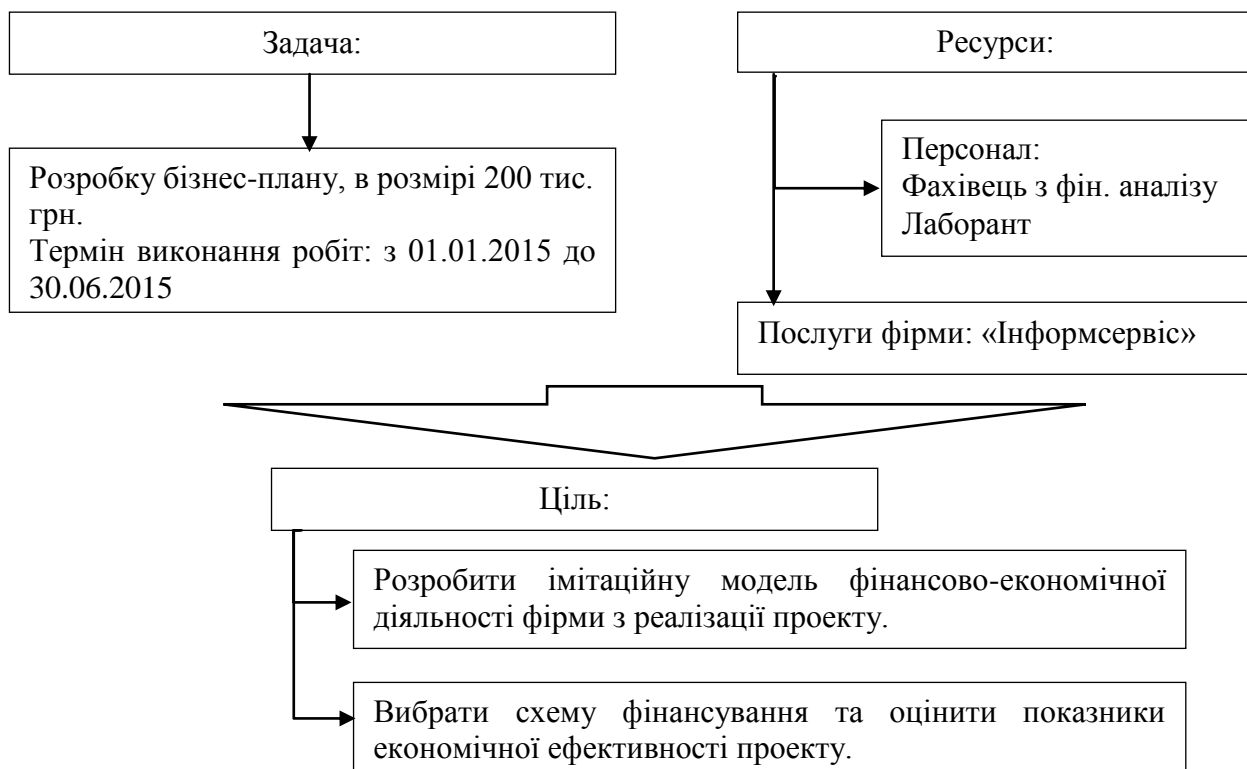 Задача:
Розробку бізнес-плану, в розмірі 200 тис.
грн.
Термін виконання робіт: з 01.01.2015 до
30.06.2015
Ресурси:
Персонал:
Фахівець з фін. аналізу
Лаборант
Послуги фірми: «Інформсервіс»
Ціль:
Розробити імітаційну модель фінансово-економічної
діяльності фірми з реалізації проекту.
Вибрати схему фінансування та оцінити показники
економічної ефективності проекту.